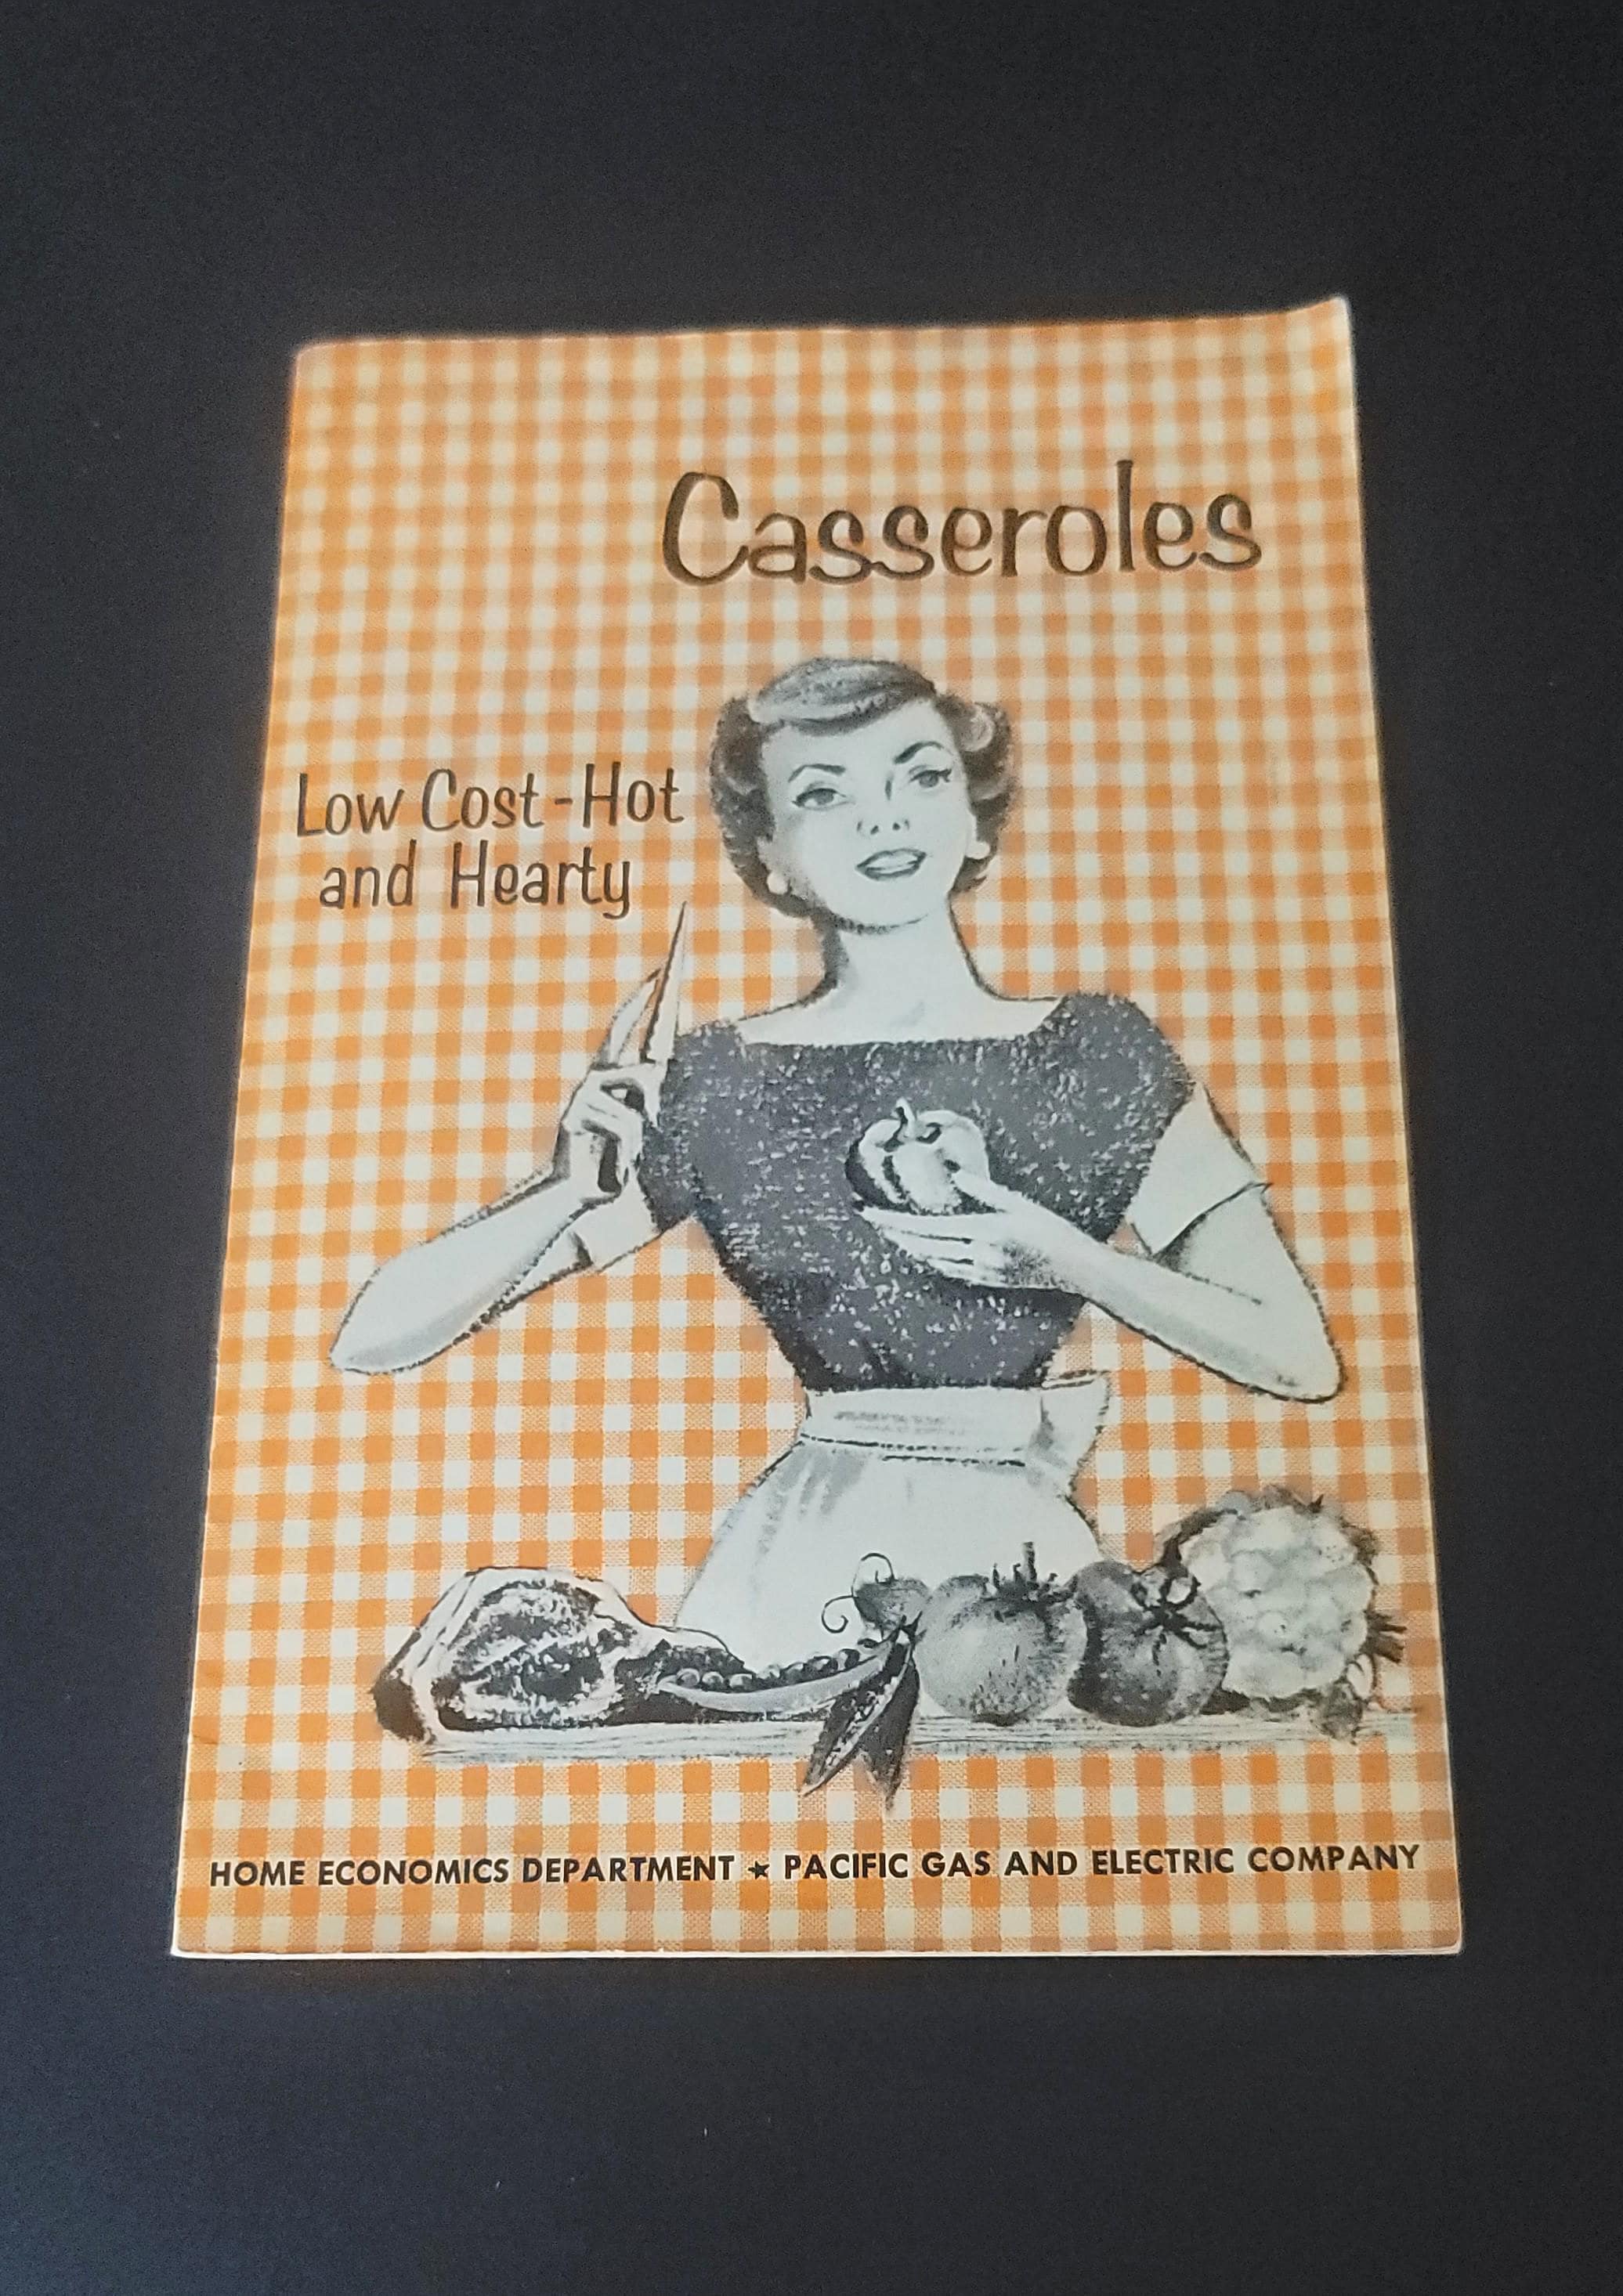 Casseroles
Low Cost-Hot
and Hearty
HOME ECONOMICS DEPARTMENT ★ PACIFIC GAS AND ELECTRIC COMPANY